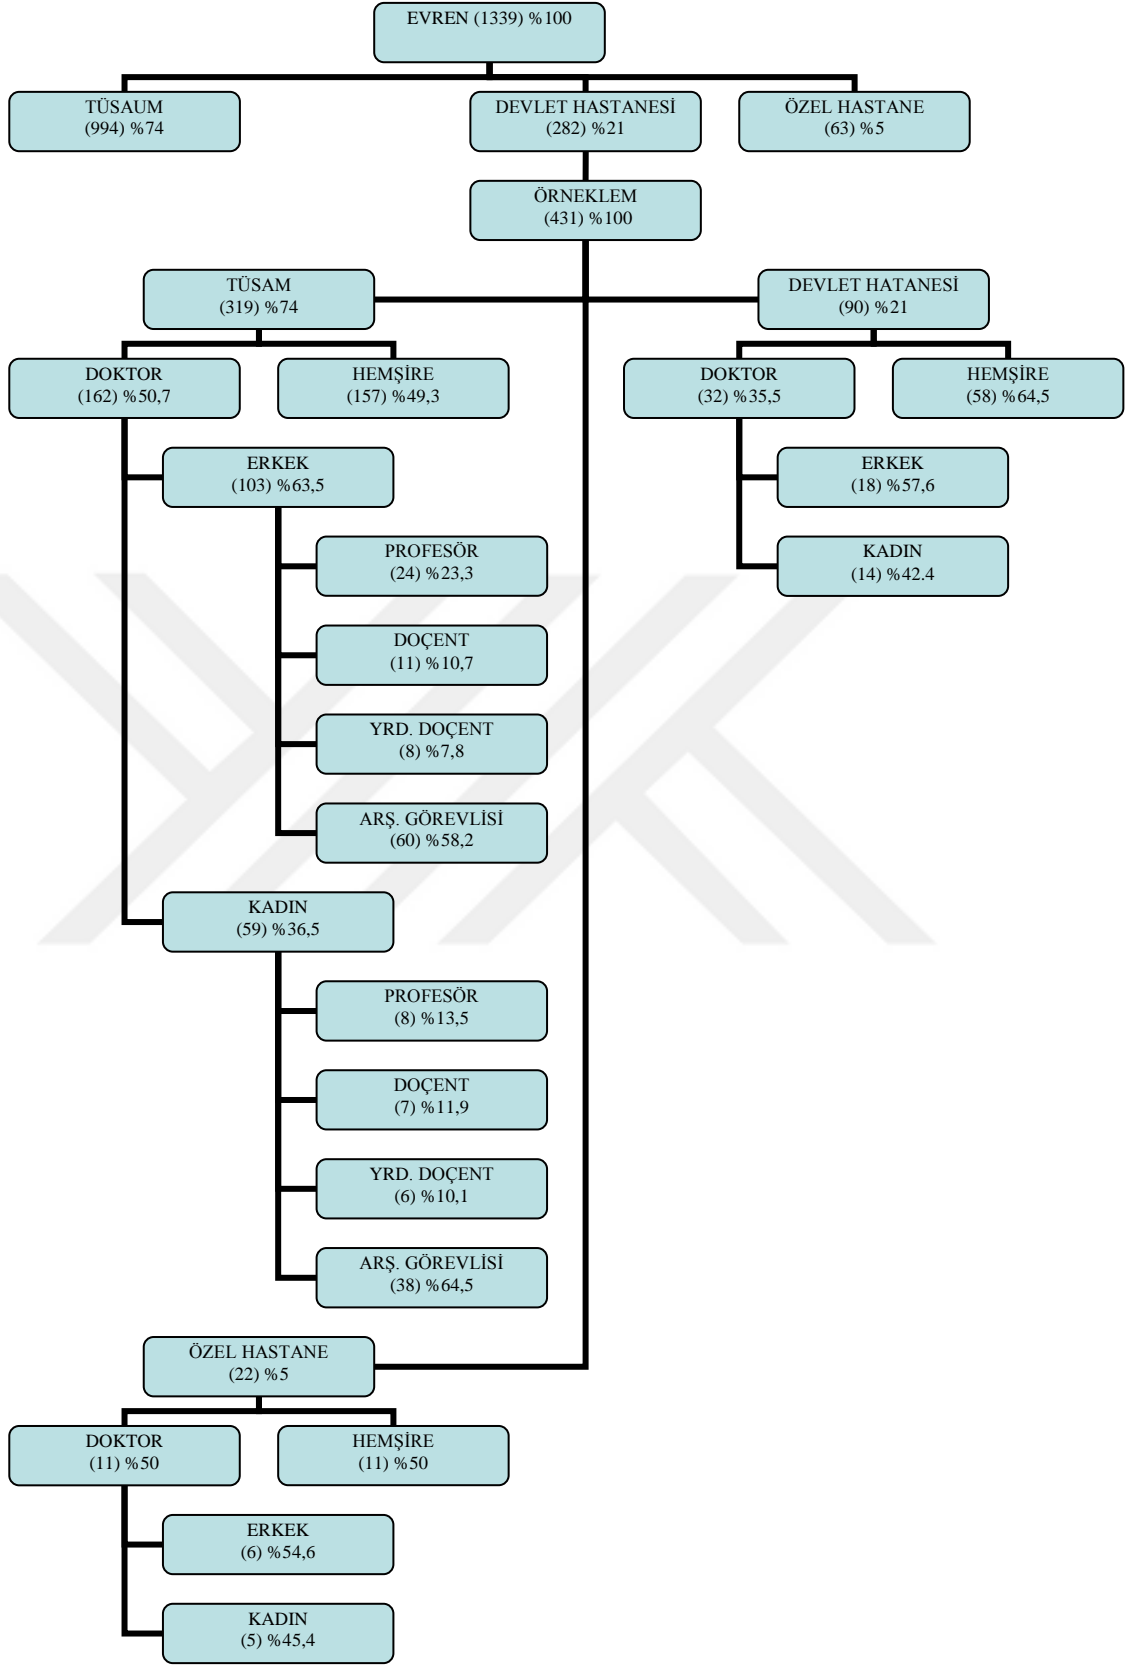 EVREN (1339) %100
TÜSAUM
(994) %74
DEVLET HASTANESİ
(282) %21
ÖZEL HASTANE
(63) %5
ÖRNEKLEM
(431) %100
TÜSAM
(319) %74
DEVLET HATANESİ
(90) %21
DOKTOR
(162) %50,7
HEMŞİRE
(157) %49,3
DOKTOR
(32) %35,5
HEMŞİRE
(58) %64,5
ERKEK
(103) %63,5
ERKEK
(18) %57,6
PROFESÖR
(24) %23,3
KADIN
(14) %42.4
DOÇENT
(11) %10,7
YRD. DOÇENT
(8) %7,8
ARŞ. GÖREVLİSİ
(60) %58,2
KADIN
(59) %36,5
PROFESÖR
(8) %13,5
DOÇENT
(7) %11,9
YRD. DOÇENT
(6) %10,1
ARŞ. GÖREVLİSİ
(38) %64,5
ÖZEL HASTANE
(22) %5
DOKTOR
(11) %50
HEMŞİRE
(11) %50
ERKEK
(6) %54,6
KADIN
(5) %45,4